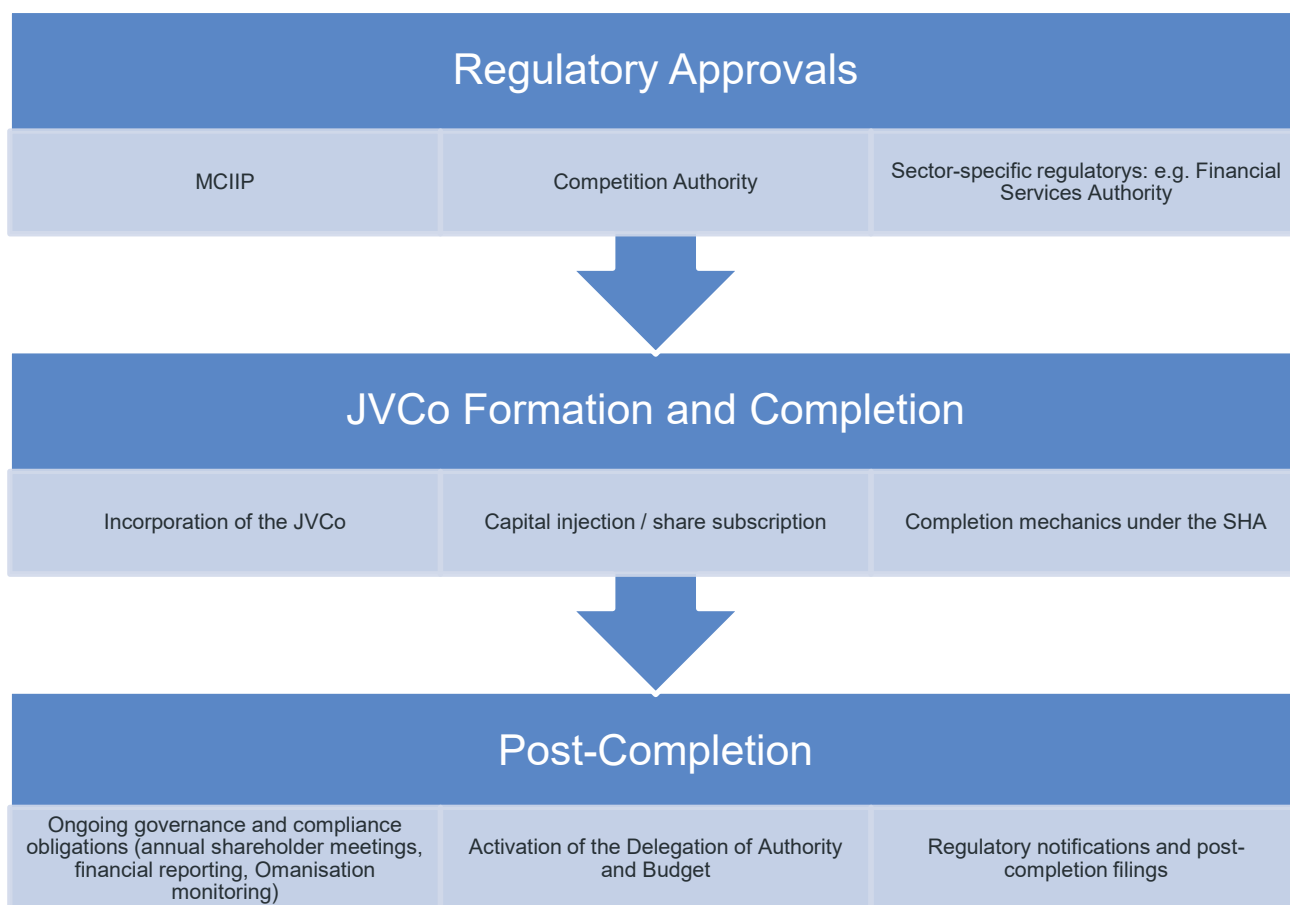 Regulatory Approvals
MCIIP
Competition Authority
Sector-specific regulatorys: e.g. Financial
Services Authority
JVCo Formation and Completion
Incorporation of the JVCo
Capital injection / share subscription
Completion mechanics under the SHA
Post-Completion
Ongoing governance and compliance
obligations (annual shareholder meetings,
financial reporting, Omanisation
monitoring)
Activation of the Delegation of Authority
and Budget
Regulatory notifications and post-
completion filings